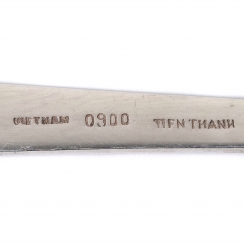 VIETNAM 0900 TIEN THANH